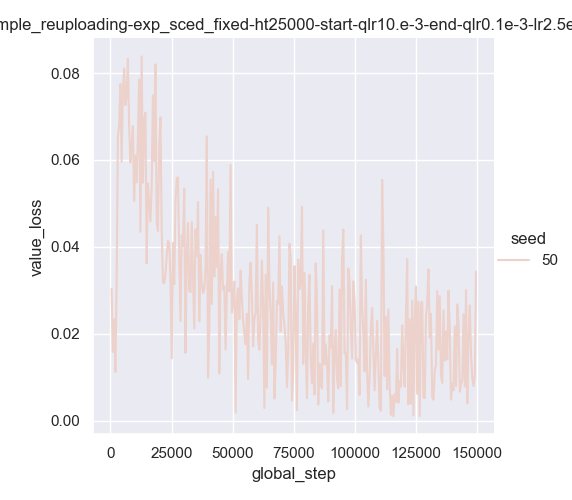 mple_reuploading-exp_sced_fixed-ht25000-start-qlr10.e-3-end-qlr0.1e-3-lr2.5e
0.08
0.06
0.04
0.02
0.00
value_loss
0 25000 50000 75000 100000 125000 150000
global_step
seed
50